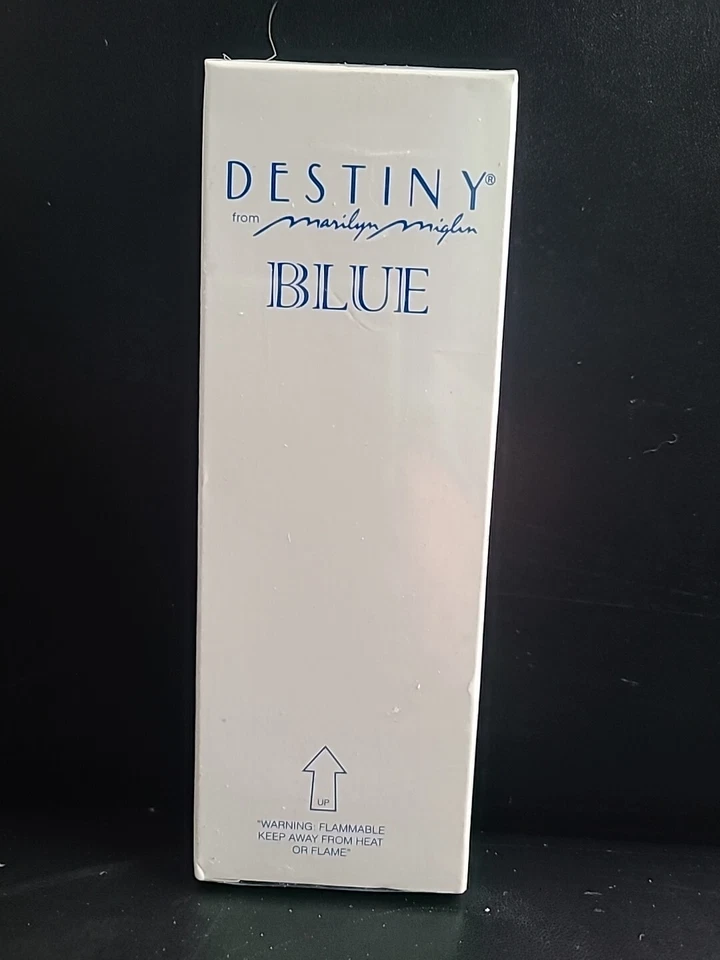 DESTINY®
from marilyn miglin
BLUE
UP
"WARNING: FLAMMABLE
KEEP AWAY FROM HEAT
OR FLAME"